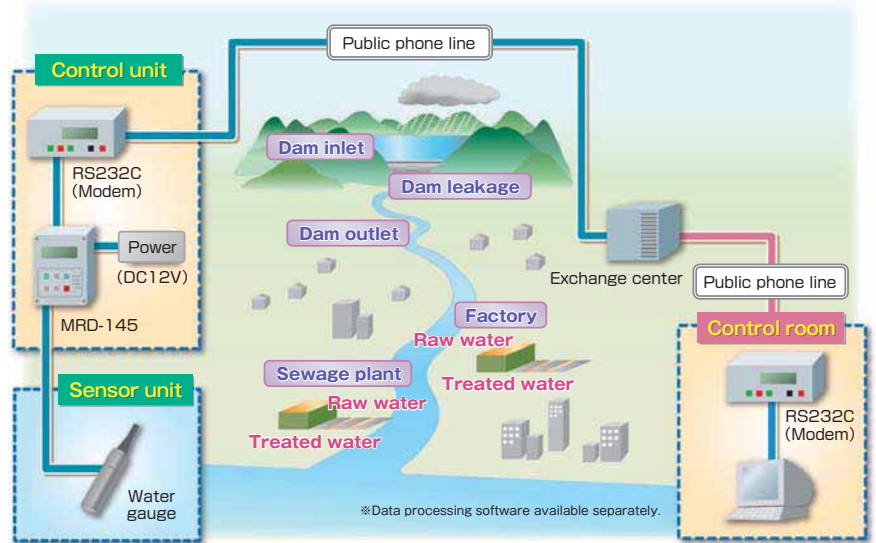 Public phone line
Control unit
RS232C
(Modem)
Power
(DC12V)
MRD-145
Sensor unit
Water
gauge
Dam inlet
Dam leakage
Dam outlet
Factory
Raw water
Treated water
Sewage plant
Raw water
Treated water
Exchange center
Public phone line
Control room
RS232C
(Modem)
※Data processing software available separately.